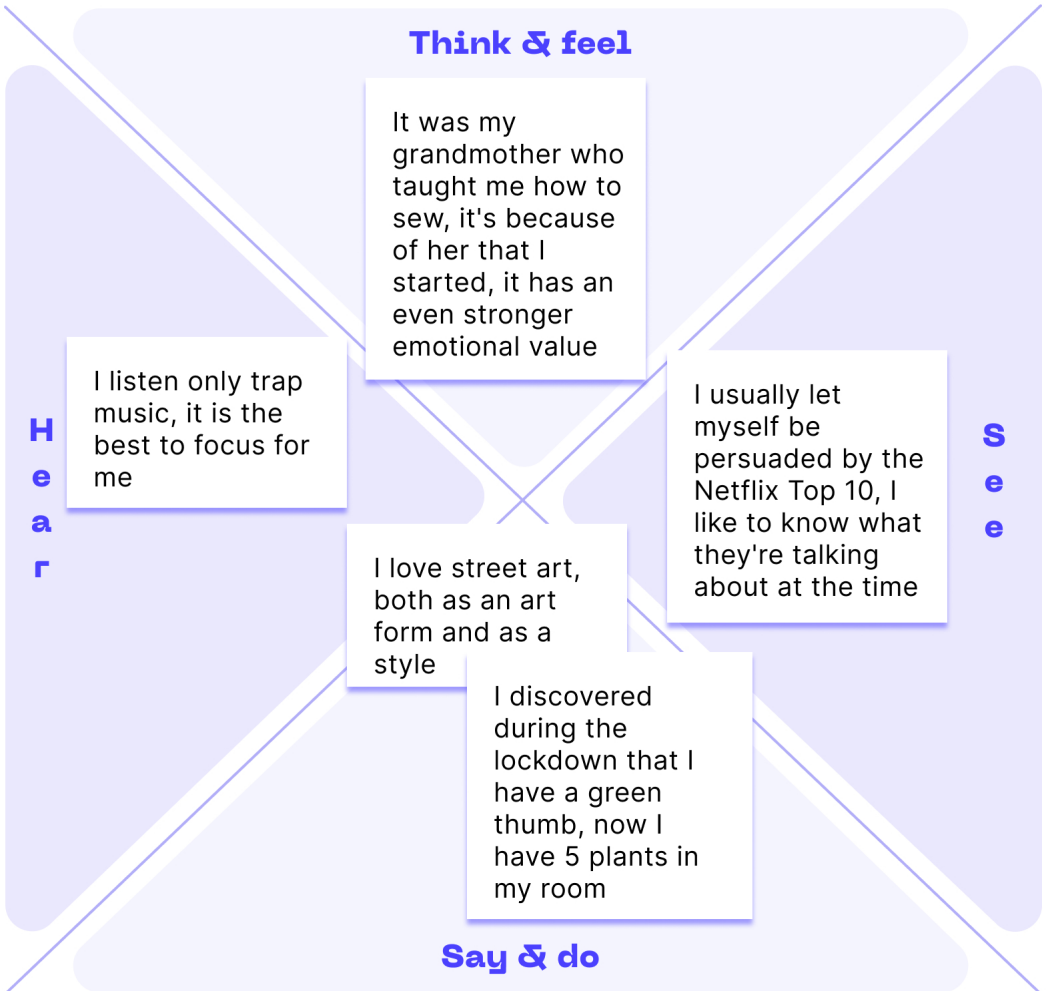 Think & feel
It was my
grandmother who
taught me how to
sew, it's because
of her that I
started, it has an
even stronger
emotional value
Hear
I listen only trap
music, it is the
best to focus for
me
See
I usually let
myself be
persuaded by the
Netflix Top 10, I
like to know what
they're talking
about at the time
I love street art,
both as an art
form and as a
style
I discovered
during the
lockdown that I
have a green
thumb, now I
have 5 plants in
my room
Say & do